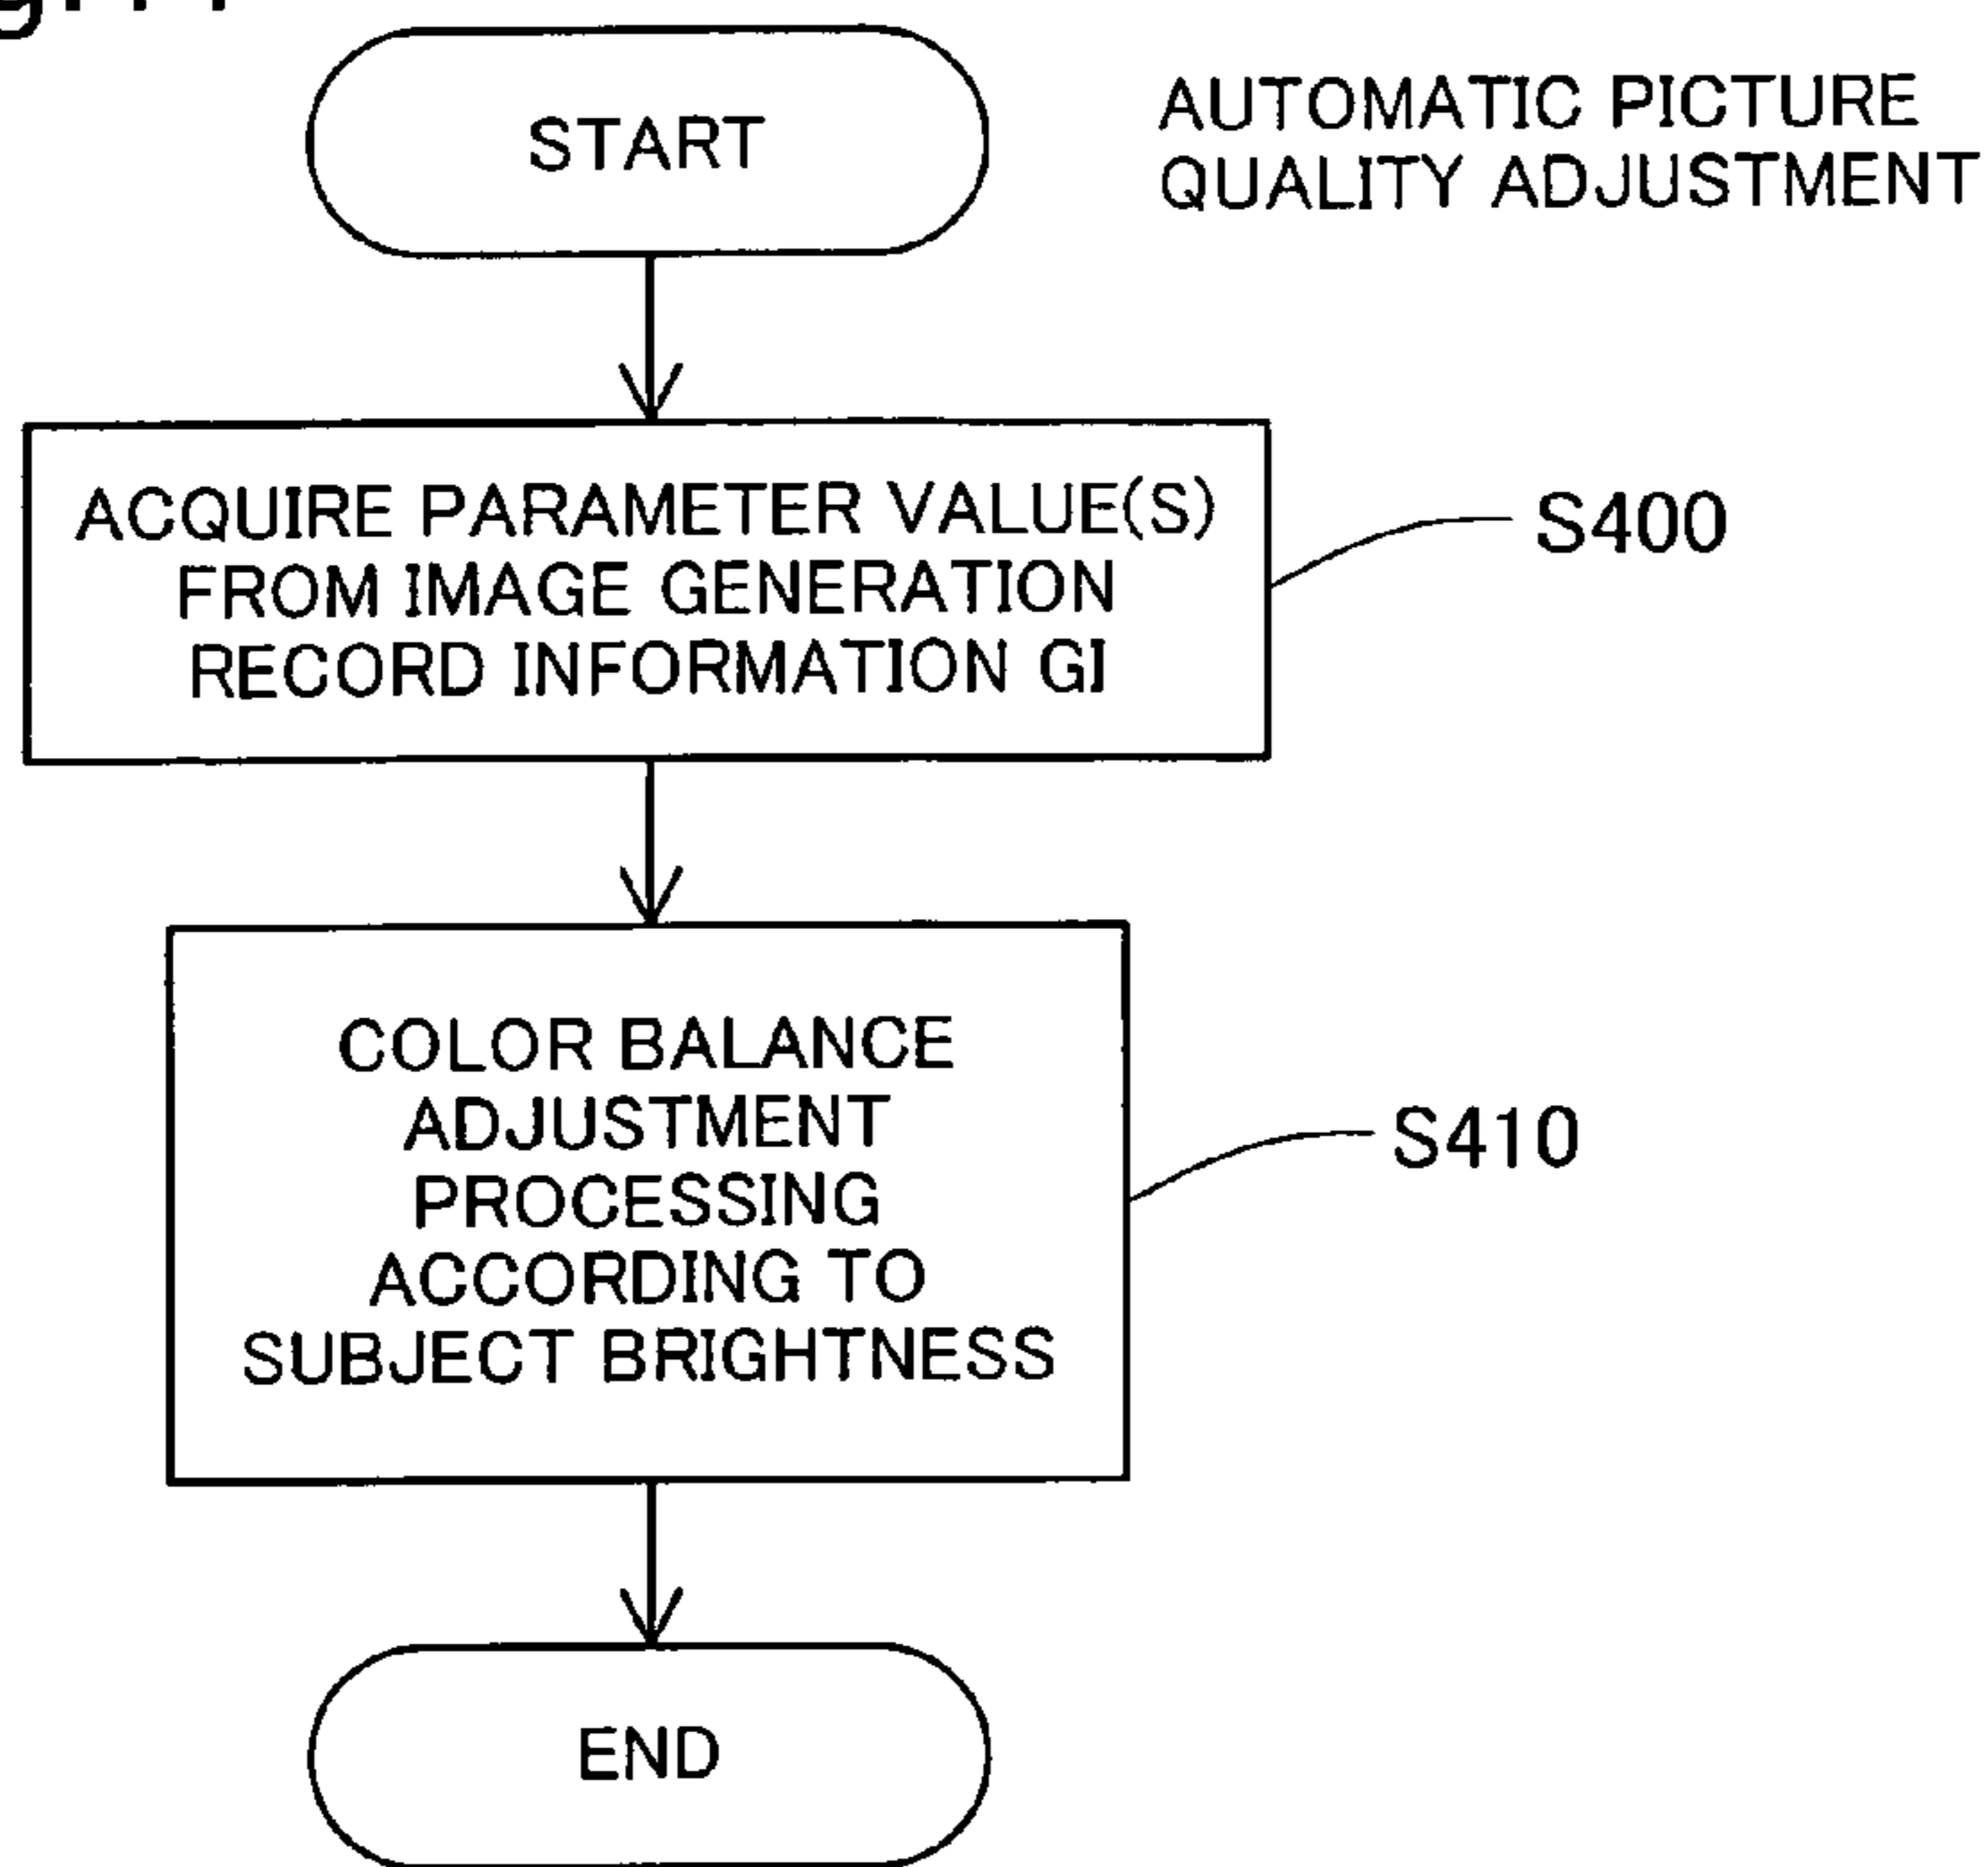 START
AUTOMATIC PICTURE
QUALITY ADJUSTMENT
ACQUIRE PARAMETER VALUE(S)
FROM IMAGE GENERATION
RECORD INFORMATION GI
S400
COLOR BALANCE
ADJUSTMENT
PROCESSING
ACCORDING TO
SUBJECT BRIGHTNESS
S410
END